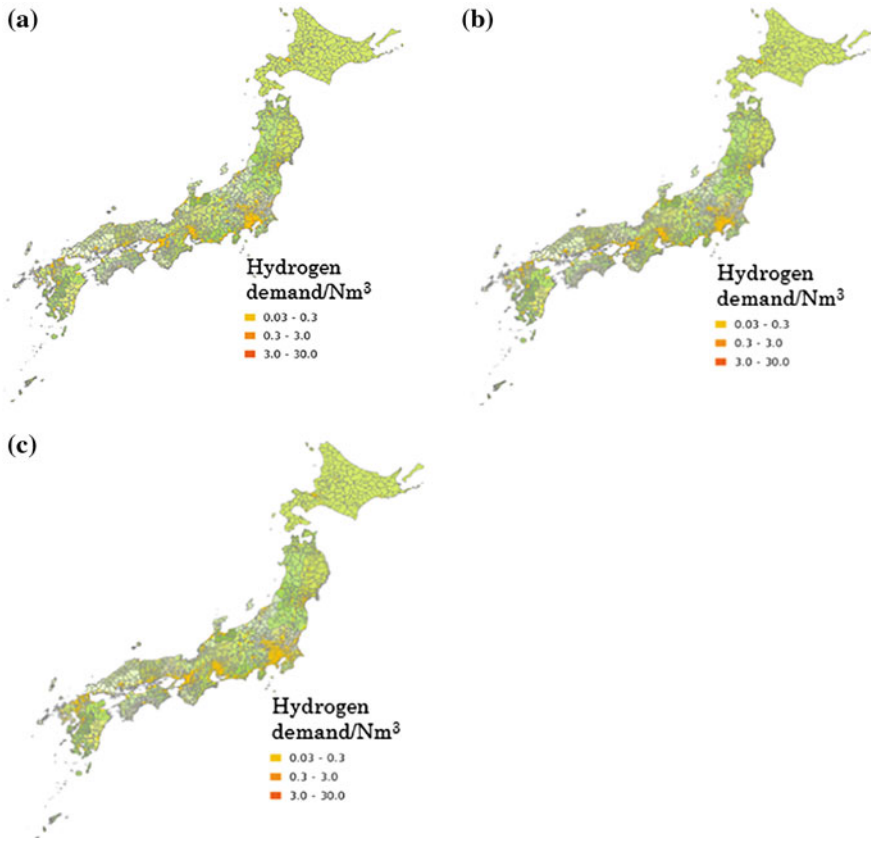 (a)
Hydrogen
demand/Nm³
0.03 - 0.3
0.3 - 3.0
3.0 - 30.0
(b)
Hydrogen
demand/Nm³
0.03 - 0.3
0.3 - 3.0
3.0 - 30.0
(c)
Hydrogen
demand/Nm³
0.03 - 0.3
0.3 - 3.0
3.0 - 30.0